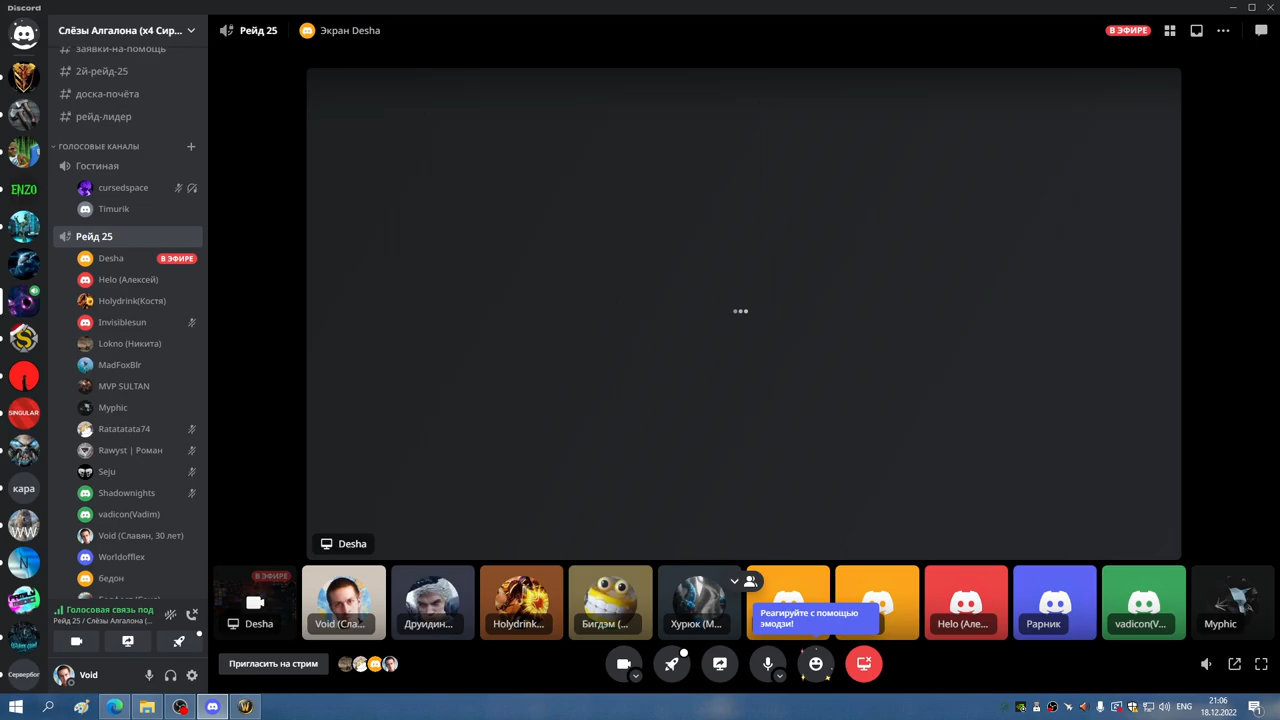 Discord
Слёзы Алгалона (x4 Сир...
Рейд 25
Экран Desha
В ЭФИРЕ
заявки-на-помощь
2й-рейд-25
доска-почёта
рейд-лидер
ГОЛОСОВЫЕ КАНАЛЫ
Гостиная
cursedspace
Timurik
Рейд 25
Desha
В ЭФИРЕ
Helo (Алексей)
Holydrink(Костя)
Invisiblesun
Lokno (Никита)
MadFoxBlr
MVP SULTAN
Myphic
Ratatatata74
Rawyst | Роман
Seju
Shadownights
vadicon(Vadim)
Void (Славян, 30 лет)
Worldofflex
бедон
ENZO
SINGULAR
кара
WW
Сервербог
Голосовая связь под
Рейд 25 / Слёзы Алгалона (...
Void
Desha
В ЭФИРЕ
Desha
Void (Сла...
Друидин...
Holydrink...
Бигдэм (...
Хурюк (М...
Реагируйте с помощью
эмодзи!
Helo (Але...
Рарник
vadicon(V...
Myphic
Пригласить на стрим
ENG
21:06
18.12.2022
1